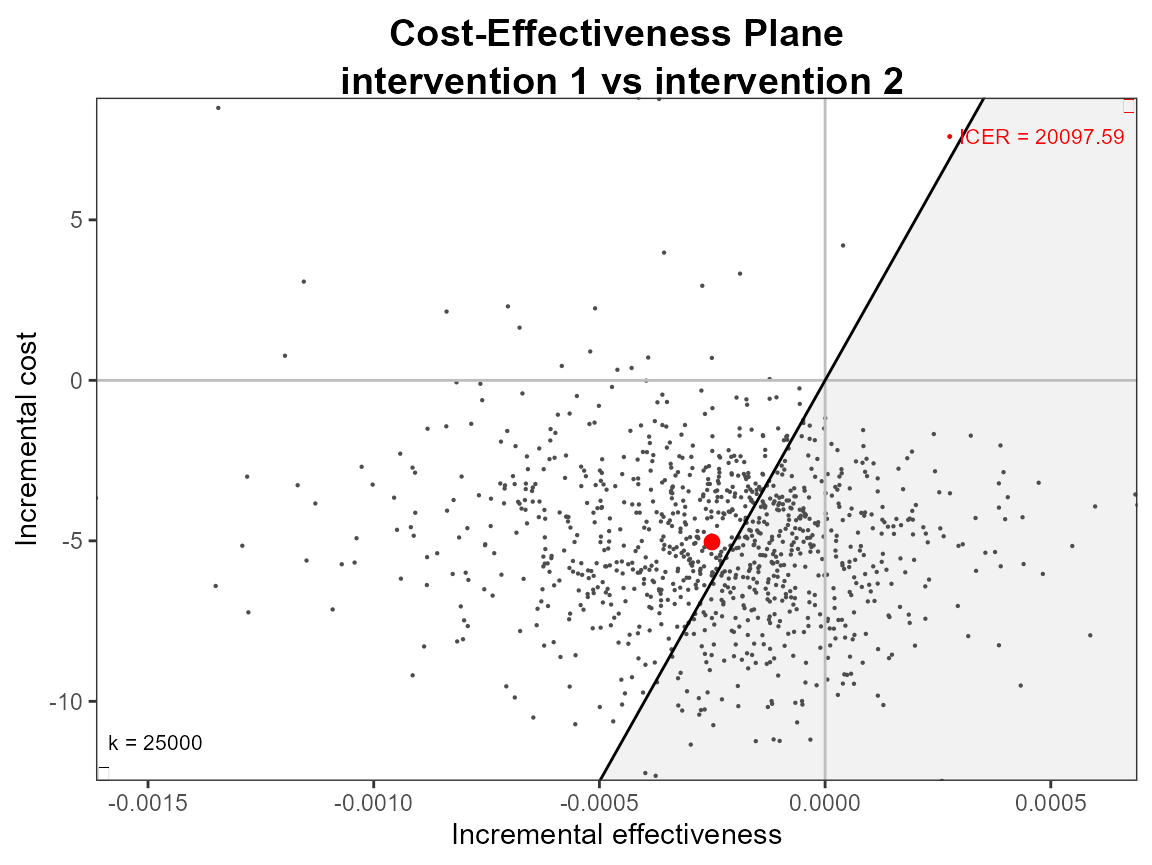 Cost-Effectiveness Plane
intervention 1 vs intervention 2
• ICER = 20097.59
5
0
-5
-10
Incremental cost
k = 25000
-0.0015
-0.0010
-0.0005
0.0000
0.0005
Incremental effectiveness